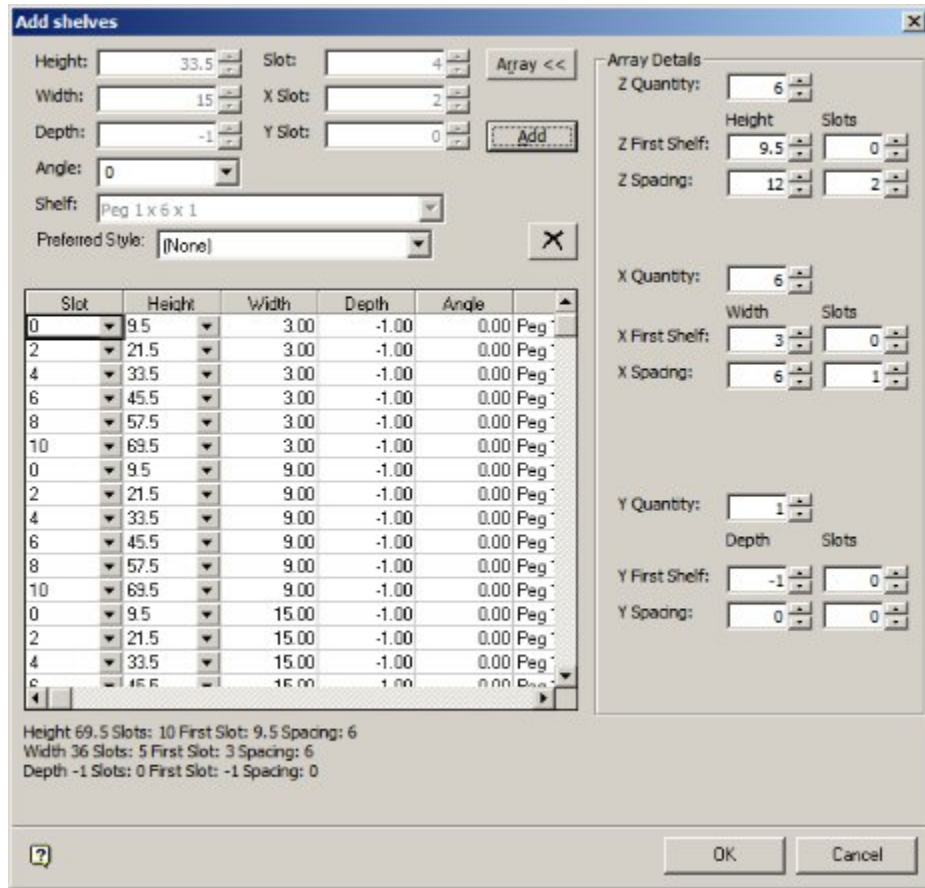 Add shelves
Height: 33.5 Slot: 4 Array <<
Width: 15 X Slot: 2
Depth: -1 Y Slot: 0 Add
Angle: 0
Shelf: Peg 1 x 6 x 1
Preferred Style: (None)
Slot Height Width Depth Angle
0 9.5 3.00 -1.00 0.00 Peg
2 21.5 3.00 -1.00 0.00 Peg
4 33.5 3.00 -1.00 0.00 Peg
6 45.5 3.00 -1.00 0.00 Peg
8 57.5 3.00 -1.00 0.00 Peg
10 69.5 3.00 -1.00 0.00 Peg
0 9.5 9.00 -1.00 0.00 Peg
2 21.5 9.00 -1.00 0.00 Peg
4 33.5 9.00 -1.00 0.00 Peg
6 45.5 9.00 -1.00 0.00 Peg
8 57.5 9.00 -1.00 0.00 Peg
10 69.5 9.00 -1.00 0.00 Peg
0 9.5 15.00 -1.00 0.00 Peg
2 21.5 15.00 -1.00 0.00 Peg
4 33.5 15.00 -1.00 0.00 Peg
Height 69.5 Slots: 10 First Slot: 9.5 Spacing: 6
Width 36 Slots: 5 First Slot: 3 Spacing: 6
Depth -1 Slots: 0 First Slot: -1 Spacing: 0
Array Details
Z Quantity: 6
Height Slots
Z First Shelf: 9.5 0
Z Spacing: 12 2
X Quantity: 6
Width Slots
X First Shelf: 3 0
X Spacing: 6 1
Y Quantity: 1
Depth Slots
Y First Shelf: -1 0
Y Spacing: 0 0
OK Cancel